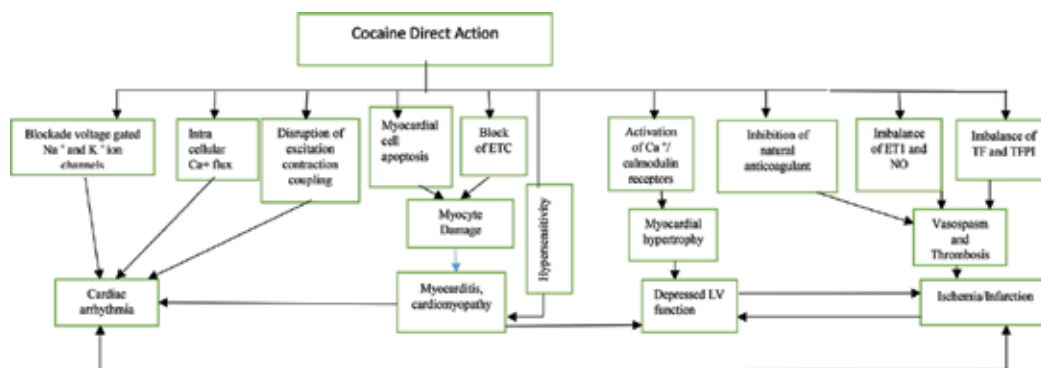 Cocaine Direct Action
Blockade voltage gated
Na⁺ and K⁺ ion
channels
Intra
cellular
Ca+ flux
Disruption of
excitation
contraction
coupling
Myocardial
cell
apoptosis
Block
of ETC
Hypersensitivity
Activation
of Ca⁺/
calmodulin
receptors
Inhibition of
natural
anticoagulant
Imbalance
of ET1 and
NO
Imbalance of
TF and TFPI
Myocyte
Damage
Myocardial
hypertrophy
Vasospasm
and
Thrombosis
Cardiac
arrhythmia
Myocarditis,
cardiomyopathy
Depressed LV
function
Ischemia/Infarction